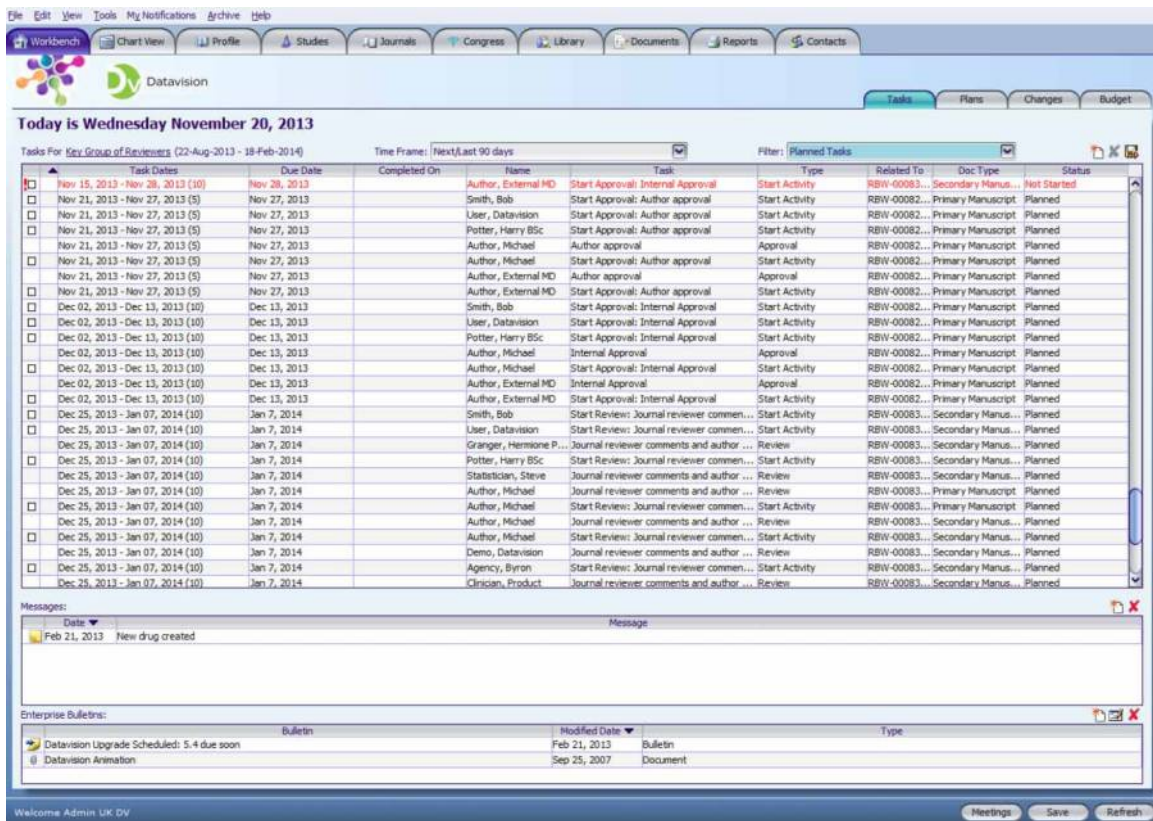 File Edit View Tools My Notifications Archive Help
Workbench Chart View Profile Studies Journals Congress Library Documents Reports Contacts
Dv Datavision
Tasks Plans Changes Budget
Today is Wednesday November 20, 2013
Tasks For Key Group of Reviewers (22-Aug-2013 - 18-Feb-2014) Time Frame: Next/Last 90 days Filter: Planned Tasks
Task Dates Due Date Completed On Name Task Type Related To Doc Type Status
Nov 15, 2013 - Nov 28, 2013 (10) Nov 28, 2013 Author, External MD Start Approval: Internal Approval Start Activity RBW-00083... Secondary Manus... Not Started
Nov 21, 2013 - Nov 27, 2013 (5) Nov 27, 2013 Smith, Bob Start Approval: Author approval Start Activity RBW-00082... Primary Manuscript Planned
Nov 21, 2013 - Nov 27, 2013 (5) Nov 27, 2013 User, Datavision Start Approval: Author approval Start Activity RBW-00082... Primary Manuscript Planned
Nov 21, 2013 - Nov 27, 2013 (5) Nov 27, 2013 Potter, Harry BSc Start Approval: Author approval Start Activity RBW-00082... Primary Manuscript Planned
Nov 21, 2013 - Nov 27, 2013 (5) Nov 27, 2013 Author, Michael Author approval Approval RBW-00082... Primary Manuscript Planned
Nov 21, 2013 - Nov 27, 2013 (5) Nov 27, 2013 Author, Michael Start Approval: Author approval Start Activity RBW-00082... Primary Manuscript Planned
Nov 21, 2013 - Nov 27, 2013 (5) Nov 27, 2013 Author, External MD Author approval Approval RBW-00082... Primary Manuscript Planned
Nov 21, 2013 - Nov 27, 2013 (5) Nov 27, 2013 Author, External MD Start Approval: Author approval Start Activity RBW-00082... Primary Manuscript Planned
Dec 02, 2013 - Dec 13, 2013 (10) Dec 13, 2013 Smith, Bob Start Approval: Internal Approval Start Activity RBW-00082... Primary Manuscript Planned
Dec 02, 2013 - Dec 13, 2013 (10) Dec 13, 2013 User, Datavision Start Approval: Internal Approval Start Activity RBW-00082... Primary Manuscript Planned
Dec 02, 2013 - Dec 13, 2013 (10) Dec 13, 2013 Potter, Harry BSc Start Approval: Internal Approval Start Activity RBW-00082... Primary Manuscript Planned
Dec 02, 2013 - Dec 13, 2013 (10) Dec 13, 2013 Author, Michael Internal Approval Approval RBW-00082... Primary Manuscript Planned
Dec 02, 2013 - Dec 13, 2013 (10) Dec 13, 2013 Author, Michael Start Approval: Internal Approval Start Activity RBW-00082... Primary Manuscript Planned
Dec 02, 2013 - Dec 13, 2013 (10) Dec 13, 2013 Author, External MD Internal Approval Approval RBW-00082... Primary Manuscript Planned
Dec 02, 2013 - Dec 13, 2013 (10) Dec 13, 2013 Author, External MD Start Approval: Internal Approval Start Activity RBW-00082... Primary Manuscript Planned
Dec 25, 2013 - Jan 07, 2014 (10) Jan 7, 2014 Smith, Bob Start Review: Journal reviewer commen... Start Activity RBW-00083... Secondary Manus... Planned
Dec 25, 2013 - Jan 07, 2014 (10) Jan 7, 2014 User, Datavision Start Review: Journal reviewer commen... Start Activity RBW-00083... Secondary Manus... Planned
Dec 25, 2013 - Jan 07, 2014 (10) Jan 7, 2014 Granger, Hermione P... Journal reviewer comments and author ... Review RBW-00083... Secondary Manus... Planned
Dec 25, 2013 - Jan 07, 2014 (10) Jan 7, 2014 Potter, Harry BSc Start Review: Journal reviewer commen... Start Activity RBW-00083... Secondary Manus... Planned
Dec 25, 2013 - Jan 07, 2014 (10) Jan 7, 2014 Statistician, Steve Journal reviewer comments and author ... Review RBW-00083... Secondary Manus... Planned
Dec 25, 2013 - Jan 07, 2014 (10) Jan 7, 2014 Author, Michael Journal reviewer comments and author ... Review RBW-00083... Primary Manuscript Planned
Dec 25, 2013 - Jan 07, 2014 (10) Jan 7, 2014 Author, Michael Start Review: Journal reviewer commen... Start Activity RBW-00083... Primary Manuscript Planned
Dec 25, 2013 - Jan 07, 2014 (10) Jan 7, 2014 Author, Michael Journal reviewer comments and author ... Review RBW-00083... Secondary Manus... Planned
Dec 25, 2013 - Jan 07, 2014 (10) Jan 7, 2014 Author, Michael Start Review: Journal reviewer commen... Start Activity RBW-00083... Secondary Manus... Planned
Dec 25, 2013 - Jan 07, 2014 (10) Jan 7, 2014 Demo, Datavision Journal reviewer comments and author ... Review RBW-00083... Secondary Manus... Planned
Dec 25, 2013 - Jan 07, 2014 (10) Jan 7, 2014 Agency, Byron Start Review: Journal reviewer commen... Start Activity RBW-00083... Secondary Manus... Planned
Dec 25, 2013 - Jan 07, 2014 (10) Jan 7, 2014 Clinician, Product Journal reviewer comments and author ... Review RBW-00083... Secondary Manus... Planned
Messages:
Date Message
Feb 21, 2013 New drug created
Enterprise Bulletins:
Bulletin Modified Date Type
Datavision Upgrade Scheduled: 5.4 due soon Feb 21, 2013 Bulletin
Datavision Animation Sep 25, 2007 Document
Welcome Admin UK DV Meetings Save Refresh